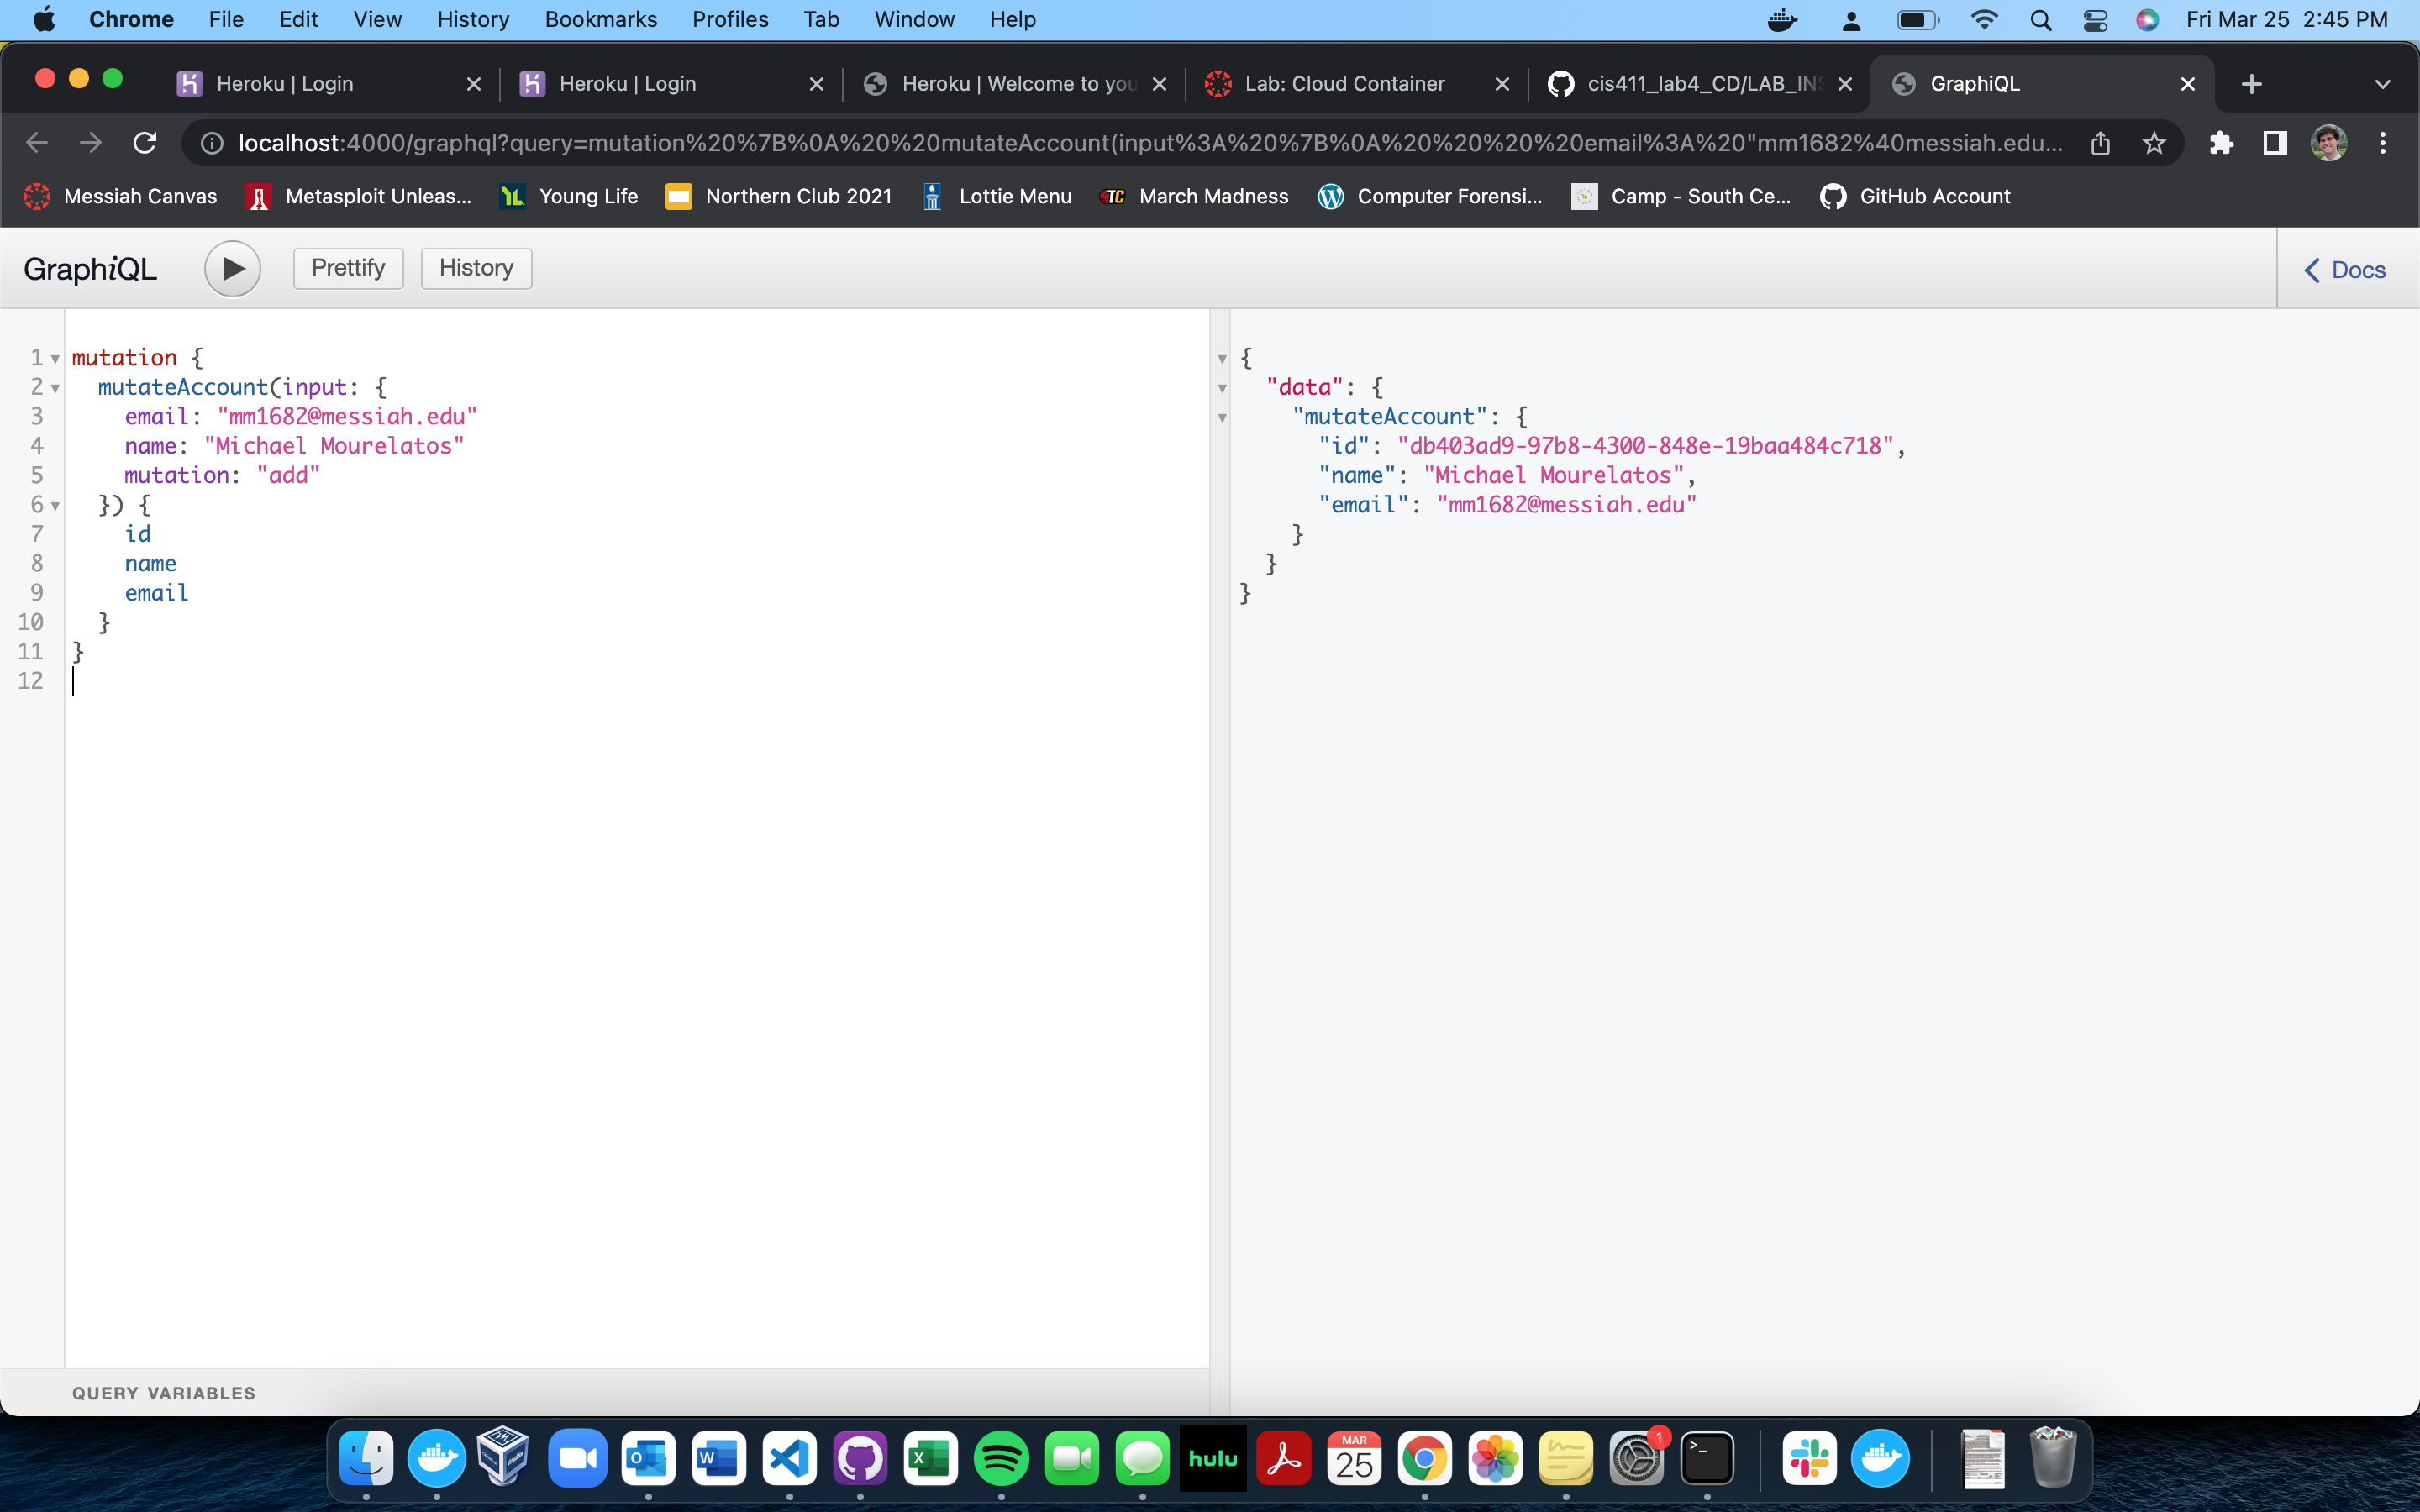 Chrome File Edit View History Bookmarks Profiles Tab Window Help Fri Mar 25 2:45 PM
Heroku | Login Heroku | Login Heroku | Welcome to you Lab: Cloud Container cis411_lab4_CD/LAB_INS GraphiQL
localhost:4000/graphql?query=mutation%20%7B%0A%20%20mutateAccount(input%3A%20%7B%0A%20%20%20%20email%3A%20"mm1682%40messiah.edu...
Messiah Canvas Metasploit Unleas... Young Life Northern Club 2021 Lottie Menu TC March Madness Computer Forensi... Camp - South Ce... GitHub Account
GraphiQL Prettify History Docs
1 mutation {
2 mutateAccount(input: {
3 email: "mm1682@messiah.edu"
4 name: "Michael Mourelatos"
5 mutation: "add"
6 }) {
7 id
8 name
9 email
10 }
11 }
12
{
"data": {
"mutateAccount": {
"id": "db403ad9-97b8-4300-848e-19baa484c718",
"name": "Michael Mourelatos",
"email": "mm1682@messiah.edu"
}
}
}
QUERY VARIABLES
hulu MAR 25 1